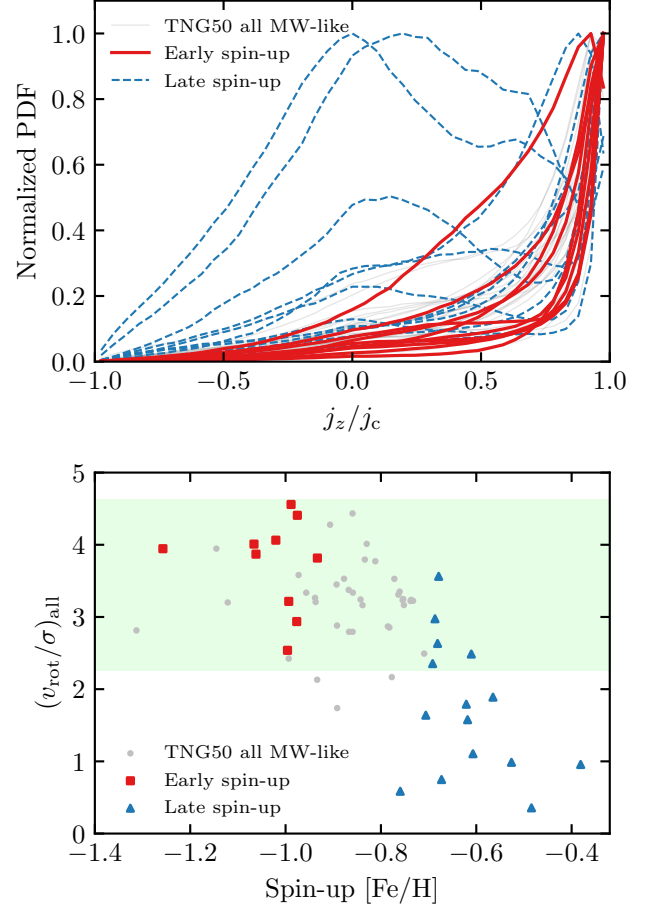 1.0
0.8
0.6
0.4
0.2
0.0
Normalized PDF
TNG50 all MW-like
Early spin-up
Late spin-up
−1.0 −0.5 0.0 0.5 1.0
j_z/j_c
5
4
3
2
1
0
(v_rot/σ)_all
TNG50 all MW-like
Early spin-up
Late spin-up
−1.4 −1.2 −1.0 −0.8 −0.6 −0.4
Spin-up [Fe/H]